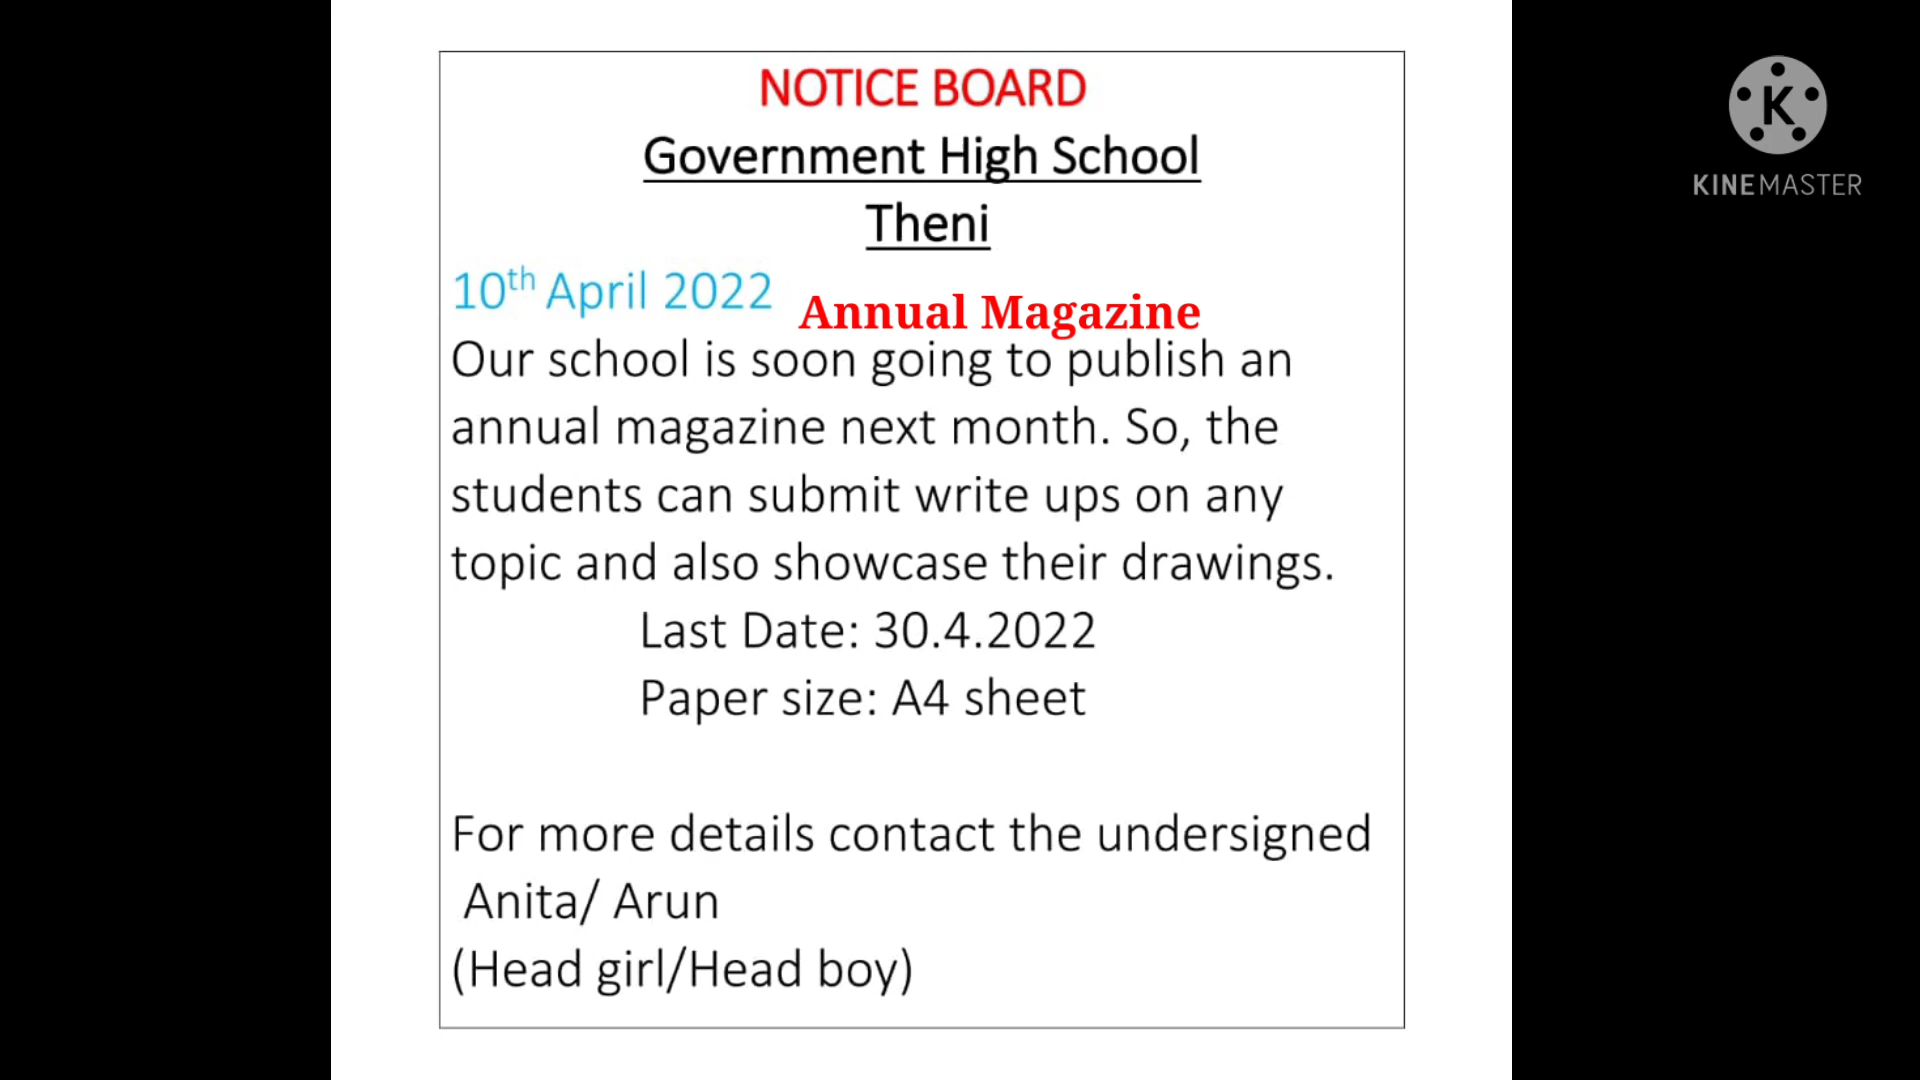 NOTICE BOARD
Government High School
Theni
10th April 2022
Annual Magazine
Our school is soon going to publish an
annual magazine next month. So, the
students can submit write ups on any
topic and also showcase their drawings.
Last Date: 30.4.2022
Paper size: A4 sheet
For more details contact the undersigned
Anita/ Arun
(Head girl/Head boy)
K
KINEMASTER